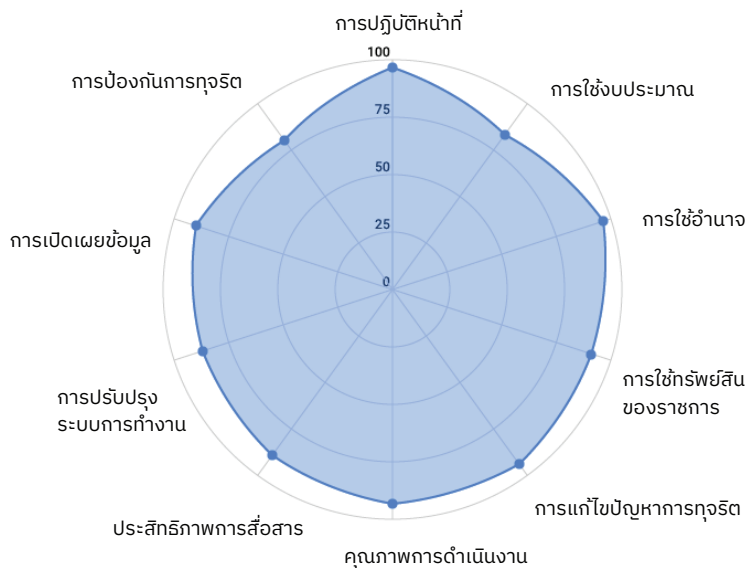 การปฏิบัติหน้าที่
100
การป้องกันการทุจริต
การใช้งบประมาณ
75
50
การใช้อำนาจ
การเปิดเผยข้อมูล
25
0
การใช้ทรัพย์สิน
ของราชการ
การปรับปรุง
ระบบการทำงาน
การแก้ไขปัญหาการทุจริต
ประสิทธิภาพการสื่อสาร
คุณภาพการดำเนินงาน